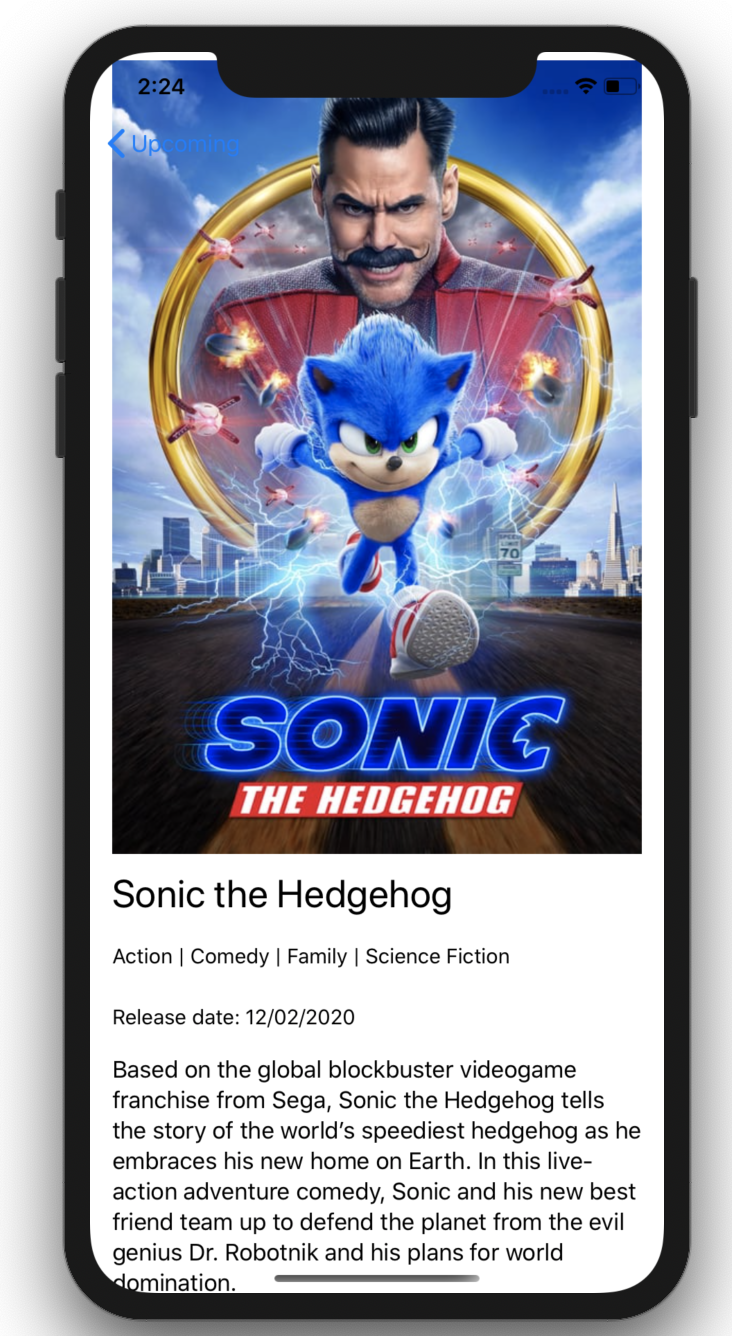 2:24
Upcoming
SPEED
LIMIT
70
SONIC
THE HEDGEHOG
Sonic the Hedgehog
Action | Comedy | Family | Science Fiction
Release date: 12/02/2020
Based on the global blockbuster videogame
franchise from Sega, Sonic the Hedgehog tells
the story of the world’s speediest hedgehog as he
embraces his new home on Earth. In this live-
action adventure comedy, Sonic and his new best
friend team up to defend the planet from the evil
genius Dr. Robotnik and his plans for world
domination.